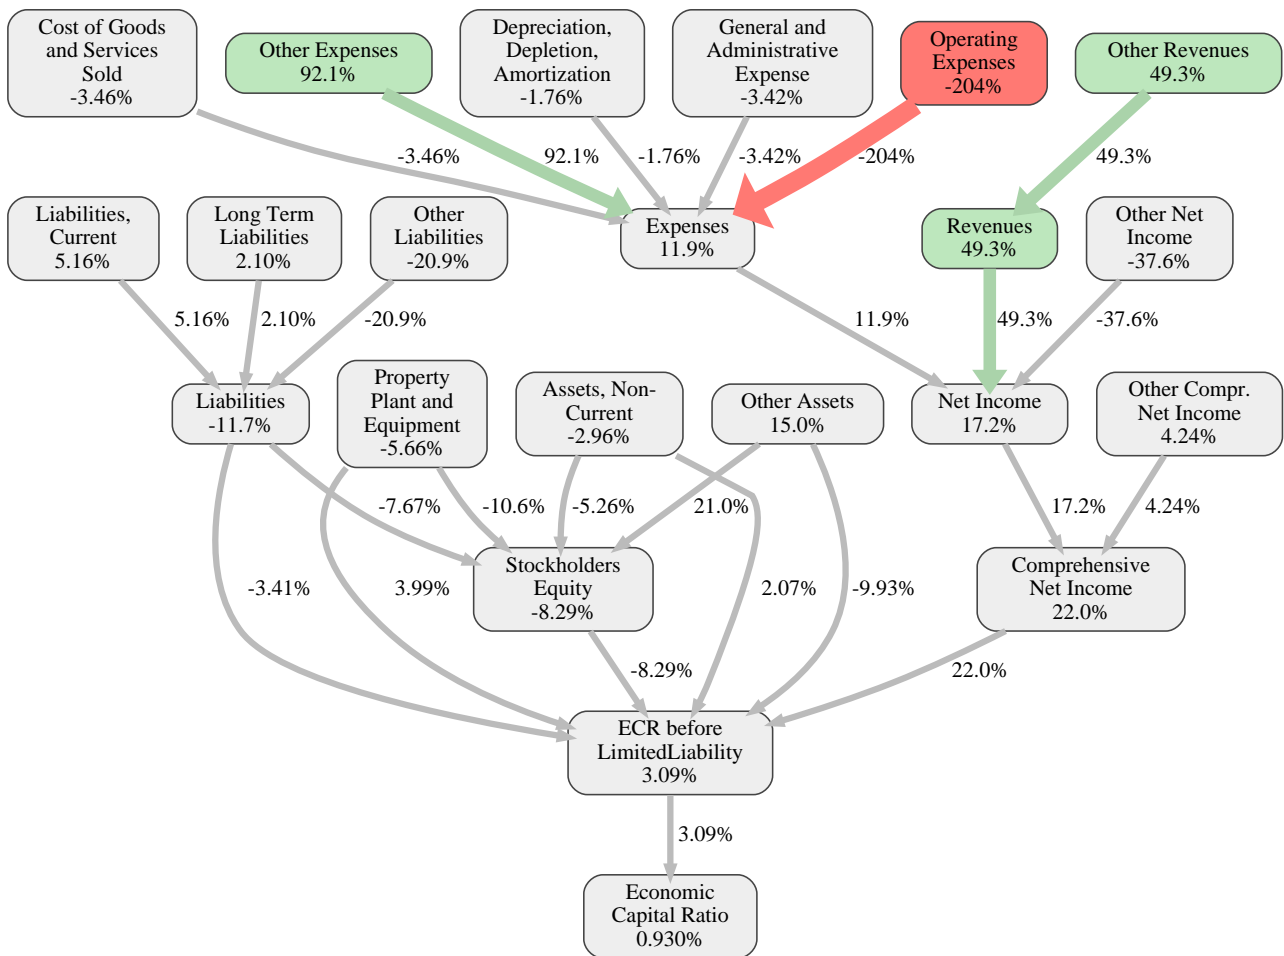 Cost of Goods
and Services
Sold
-3.46%
Other Expenses
92.1%
Depreciation,
Depletion,
Amortization
-1.76%
General and
Administrative
Expense
-3.42%
Operating
Expenses
-204%
Other Revenues
49.3%
-3.46%
92.1%
-1.76%
-3.42%
-204%
49.3%
Liabilities,
Current
5.16%
Long Term
Liabilities
2.10%
Other
Liabilities
-20.9%
Expenses
11.9%
Revenues
49.3%
Other Net
Income
-37.6%
5.16%
2.10%
-20.9%
11.9%
49.3%
-37.6%
Liabilities
-11.7%
Property
Plant and
Equipment
-5.66%
Assets, Non-
Current
-2.96%
Other Assets
15.0%
Net Income
17.2%
Other Compr.
Net Income
4.24%
-7.67%
-10.6%
-5.26%
21.0%
17.2%
4.24%
-3.41%
3.99%
Stockholders
Equity
-8.29%
2.07%
-9.93%
Comprehensive
Net Income
22.0%
-8.29%
22.0%
ECR before
LimitedLiability
3.09%
3.09%
Economic
Capital Ratio
0.930%